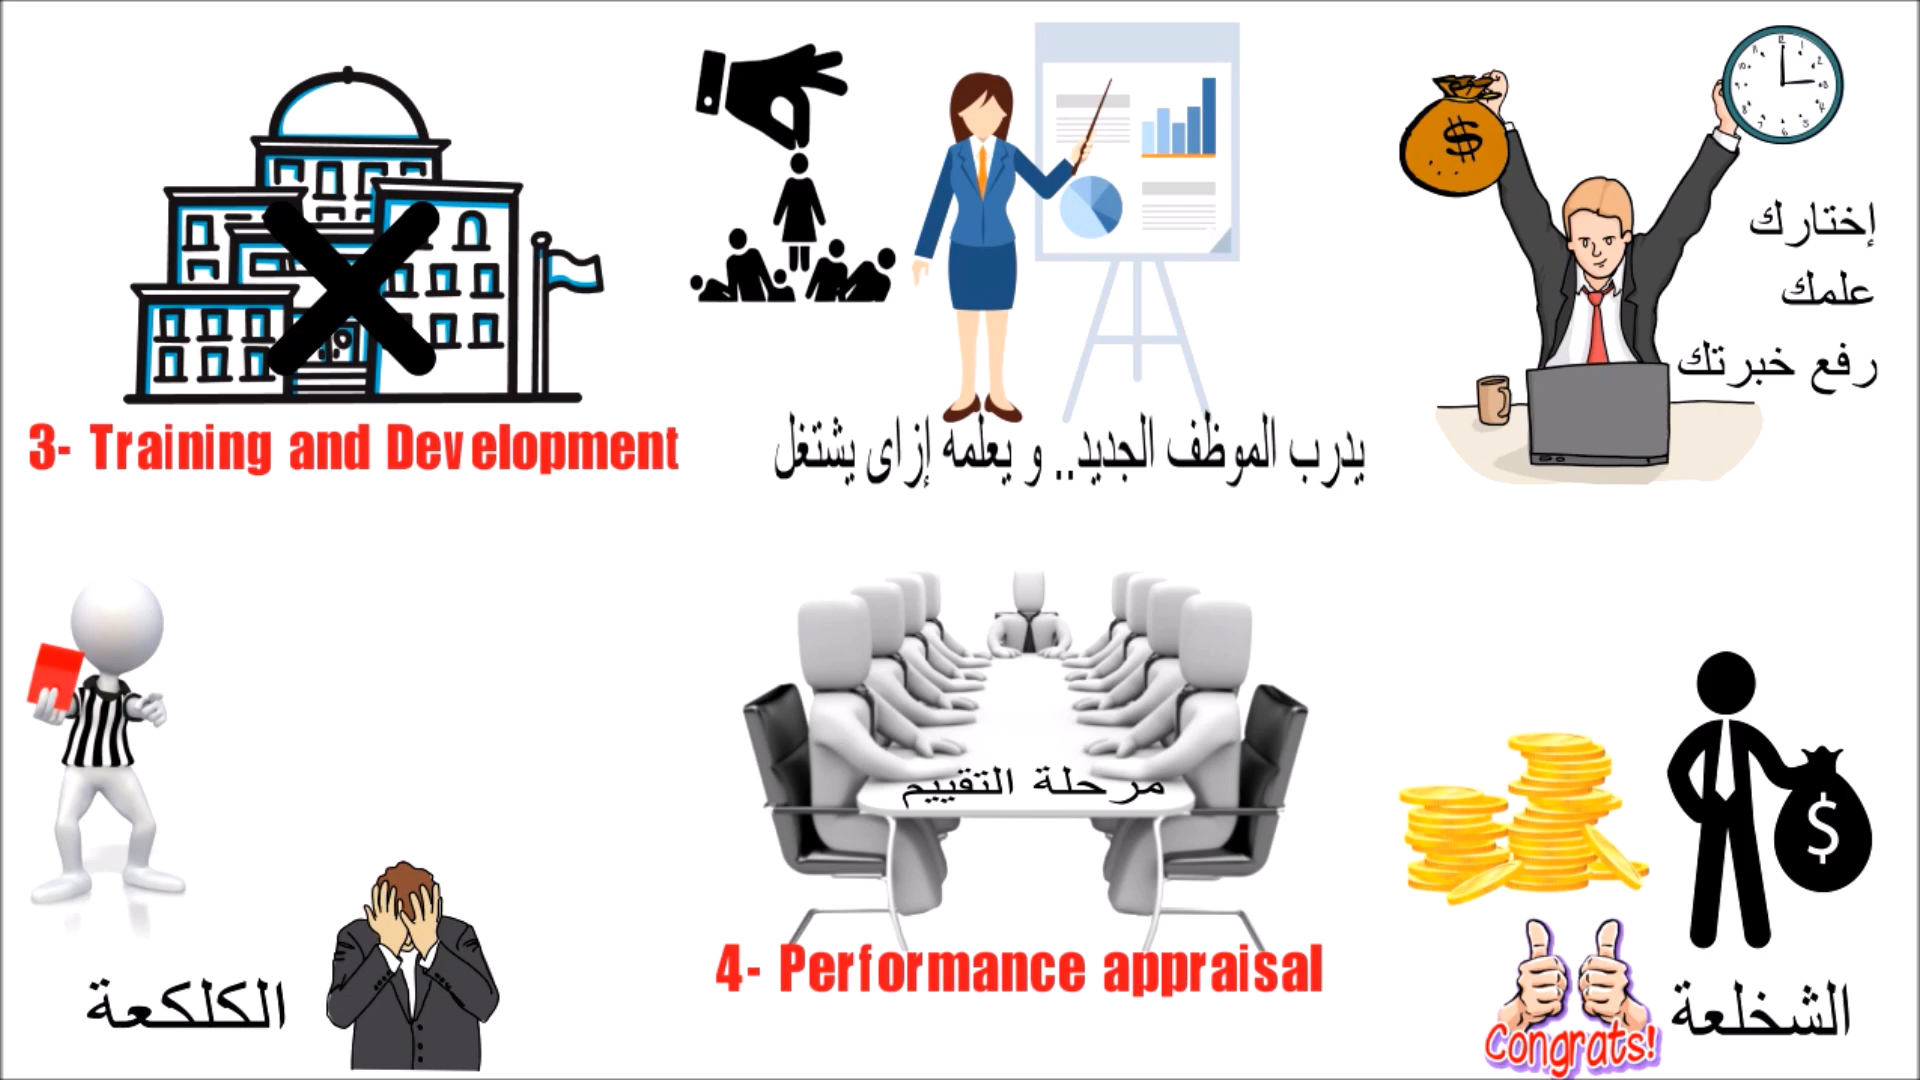 إختارك
علمك
رفع خبرتك
3- Training and Development
يدرب الموظف الجديد.. و يعلمه إزاى يشتغل
مرحلة التقييم
4- Performance appraisal
الكلكعة
الشخلعة
Congrats!